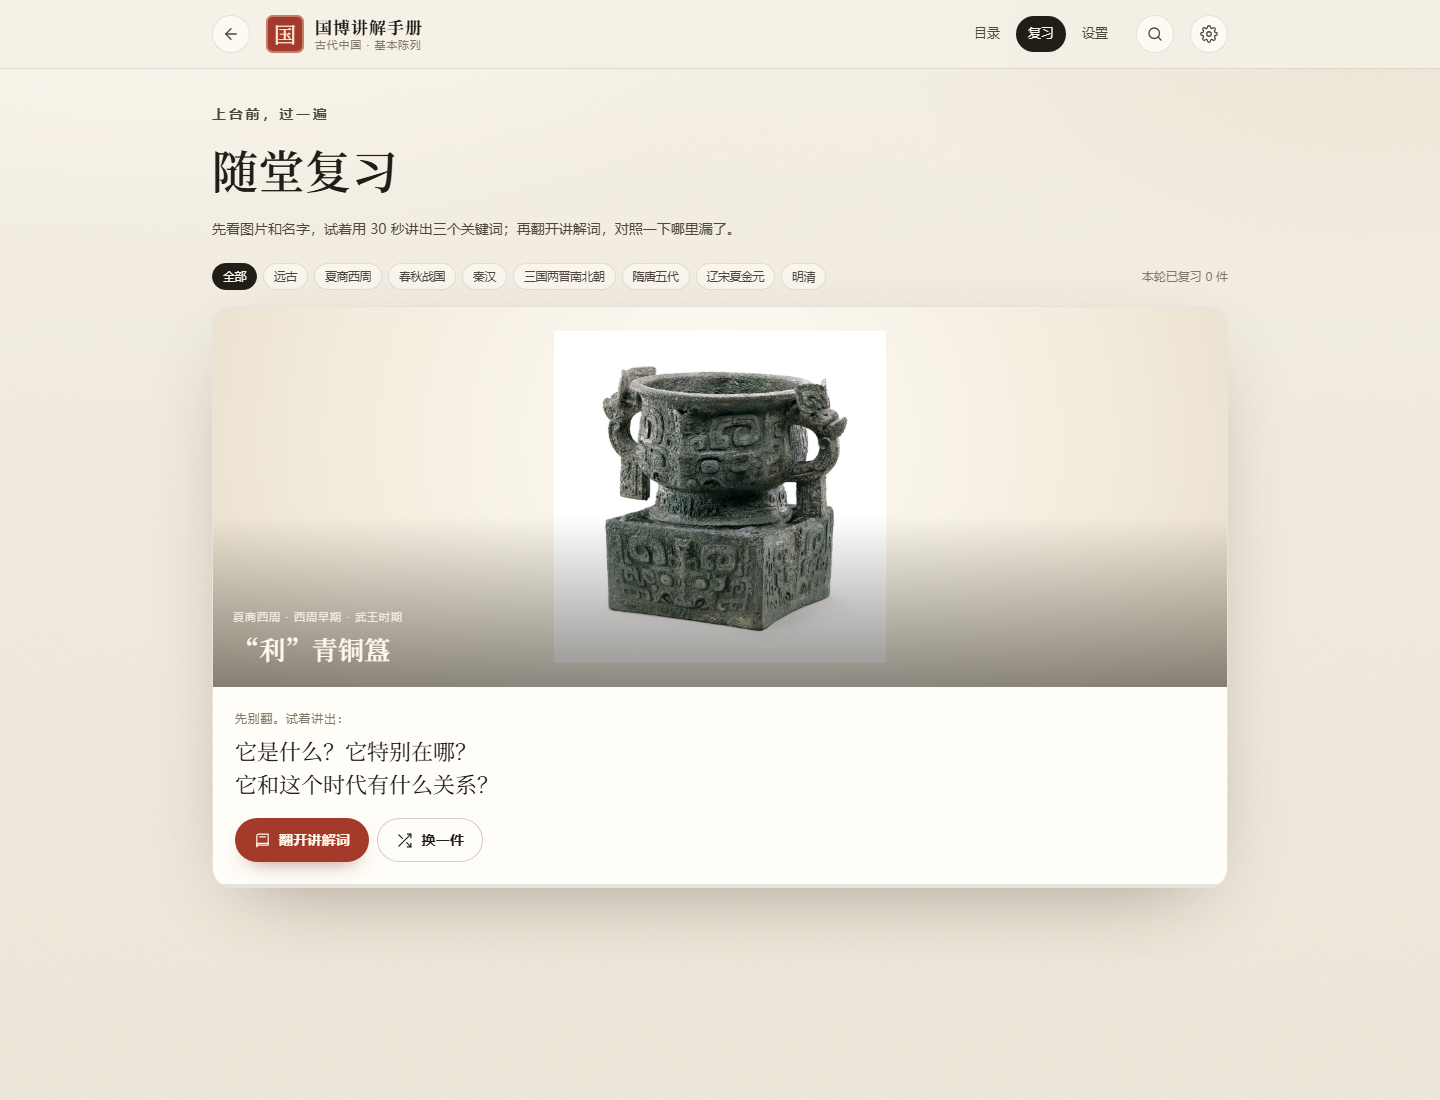 国
国博讲解手册
古代中国 · 基本陈列
目录
复习
设置
上台前，过一遍
随堂复习
先看图片和名字，试着用 30 秒讲出三个关键词；再翻开讲解词，对照一下哪里漏了。
全部
远古
夏商西周
春秋战国
秦汉
三国两晋南北朝
隋唐五代
辽宋夏金元
明清
本轮已复习 0 件
夏商西周 · 西周早期 · 武王时期
“利”青铜簋
先别翻。试着讲出：
它是什么？它特别在哪？
它和这个时代有什么关系？
翻开讲解词
换一件